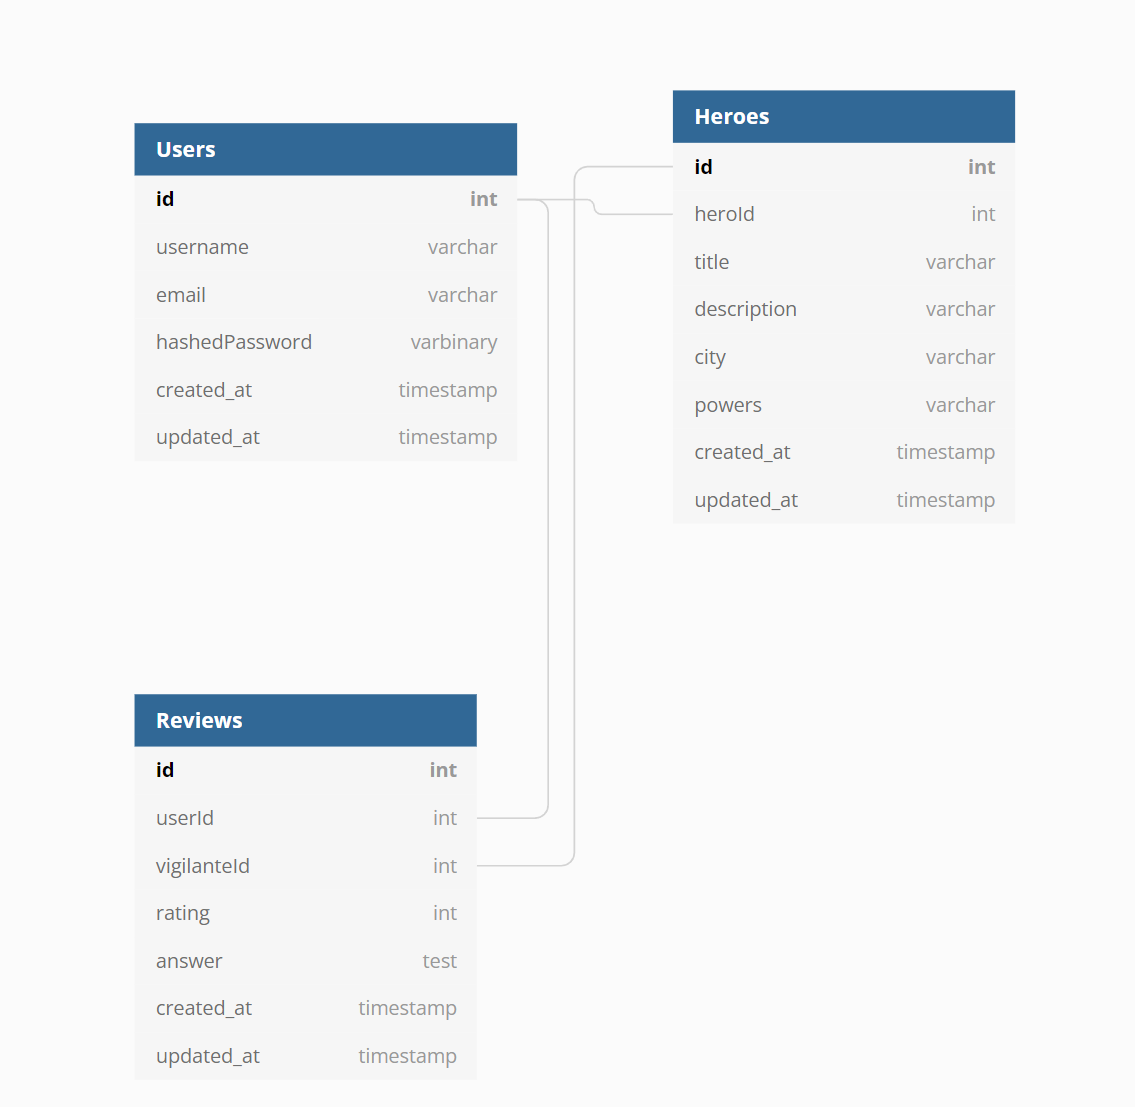 Users
id int
username varchar
email varchar
hashedPassword varbinary
created_at timestamp
updated_at timestamp
Heroes
id int
heroId int
title varchar
description varchar
city varchar
powers varchar
created_at timestamp
updated_at timestamp
Reviews
id int
userId int
vigilanteId int
rating int
answer test
created_at timestamp
updated_at timestamp